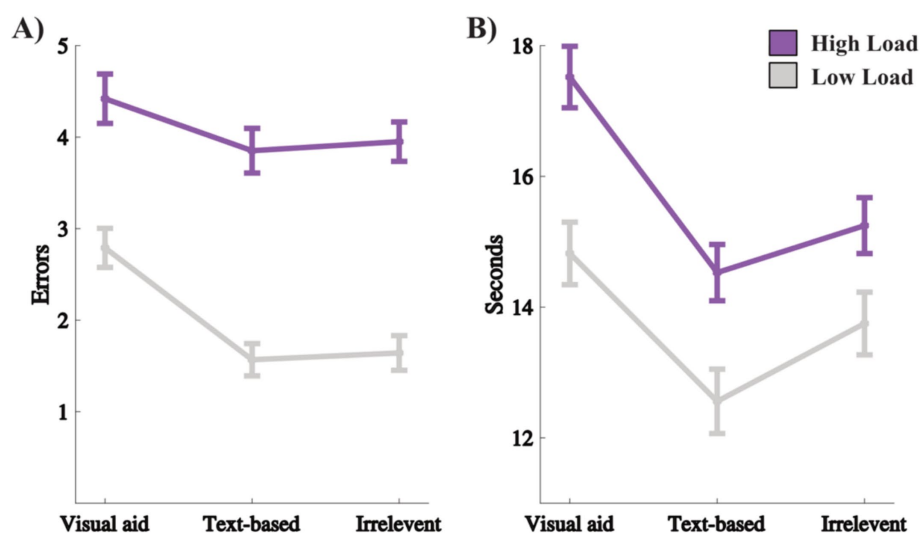 A)
5
4
3
2
1
Errors
Visual aid
Text-based
Irrelevent
B)
18
16
14
12
Seconds
Visual aid
Text-based
Irrelevent
High Load
Low Load